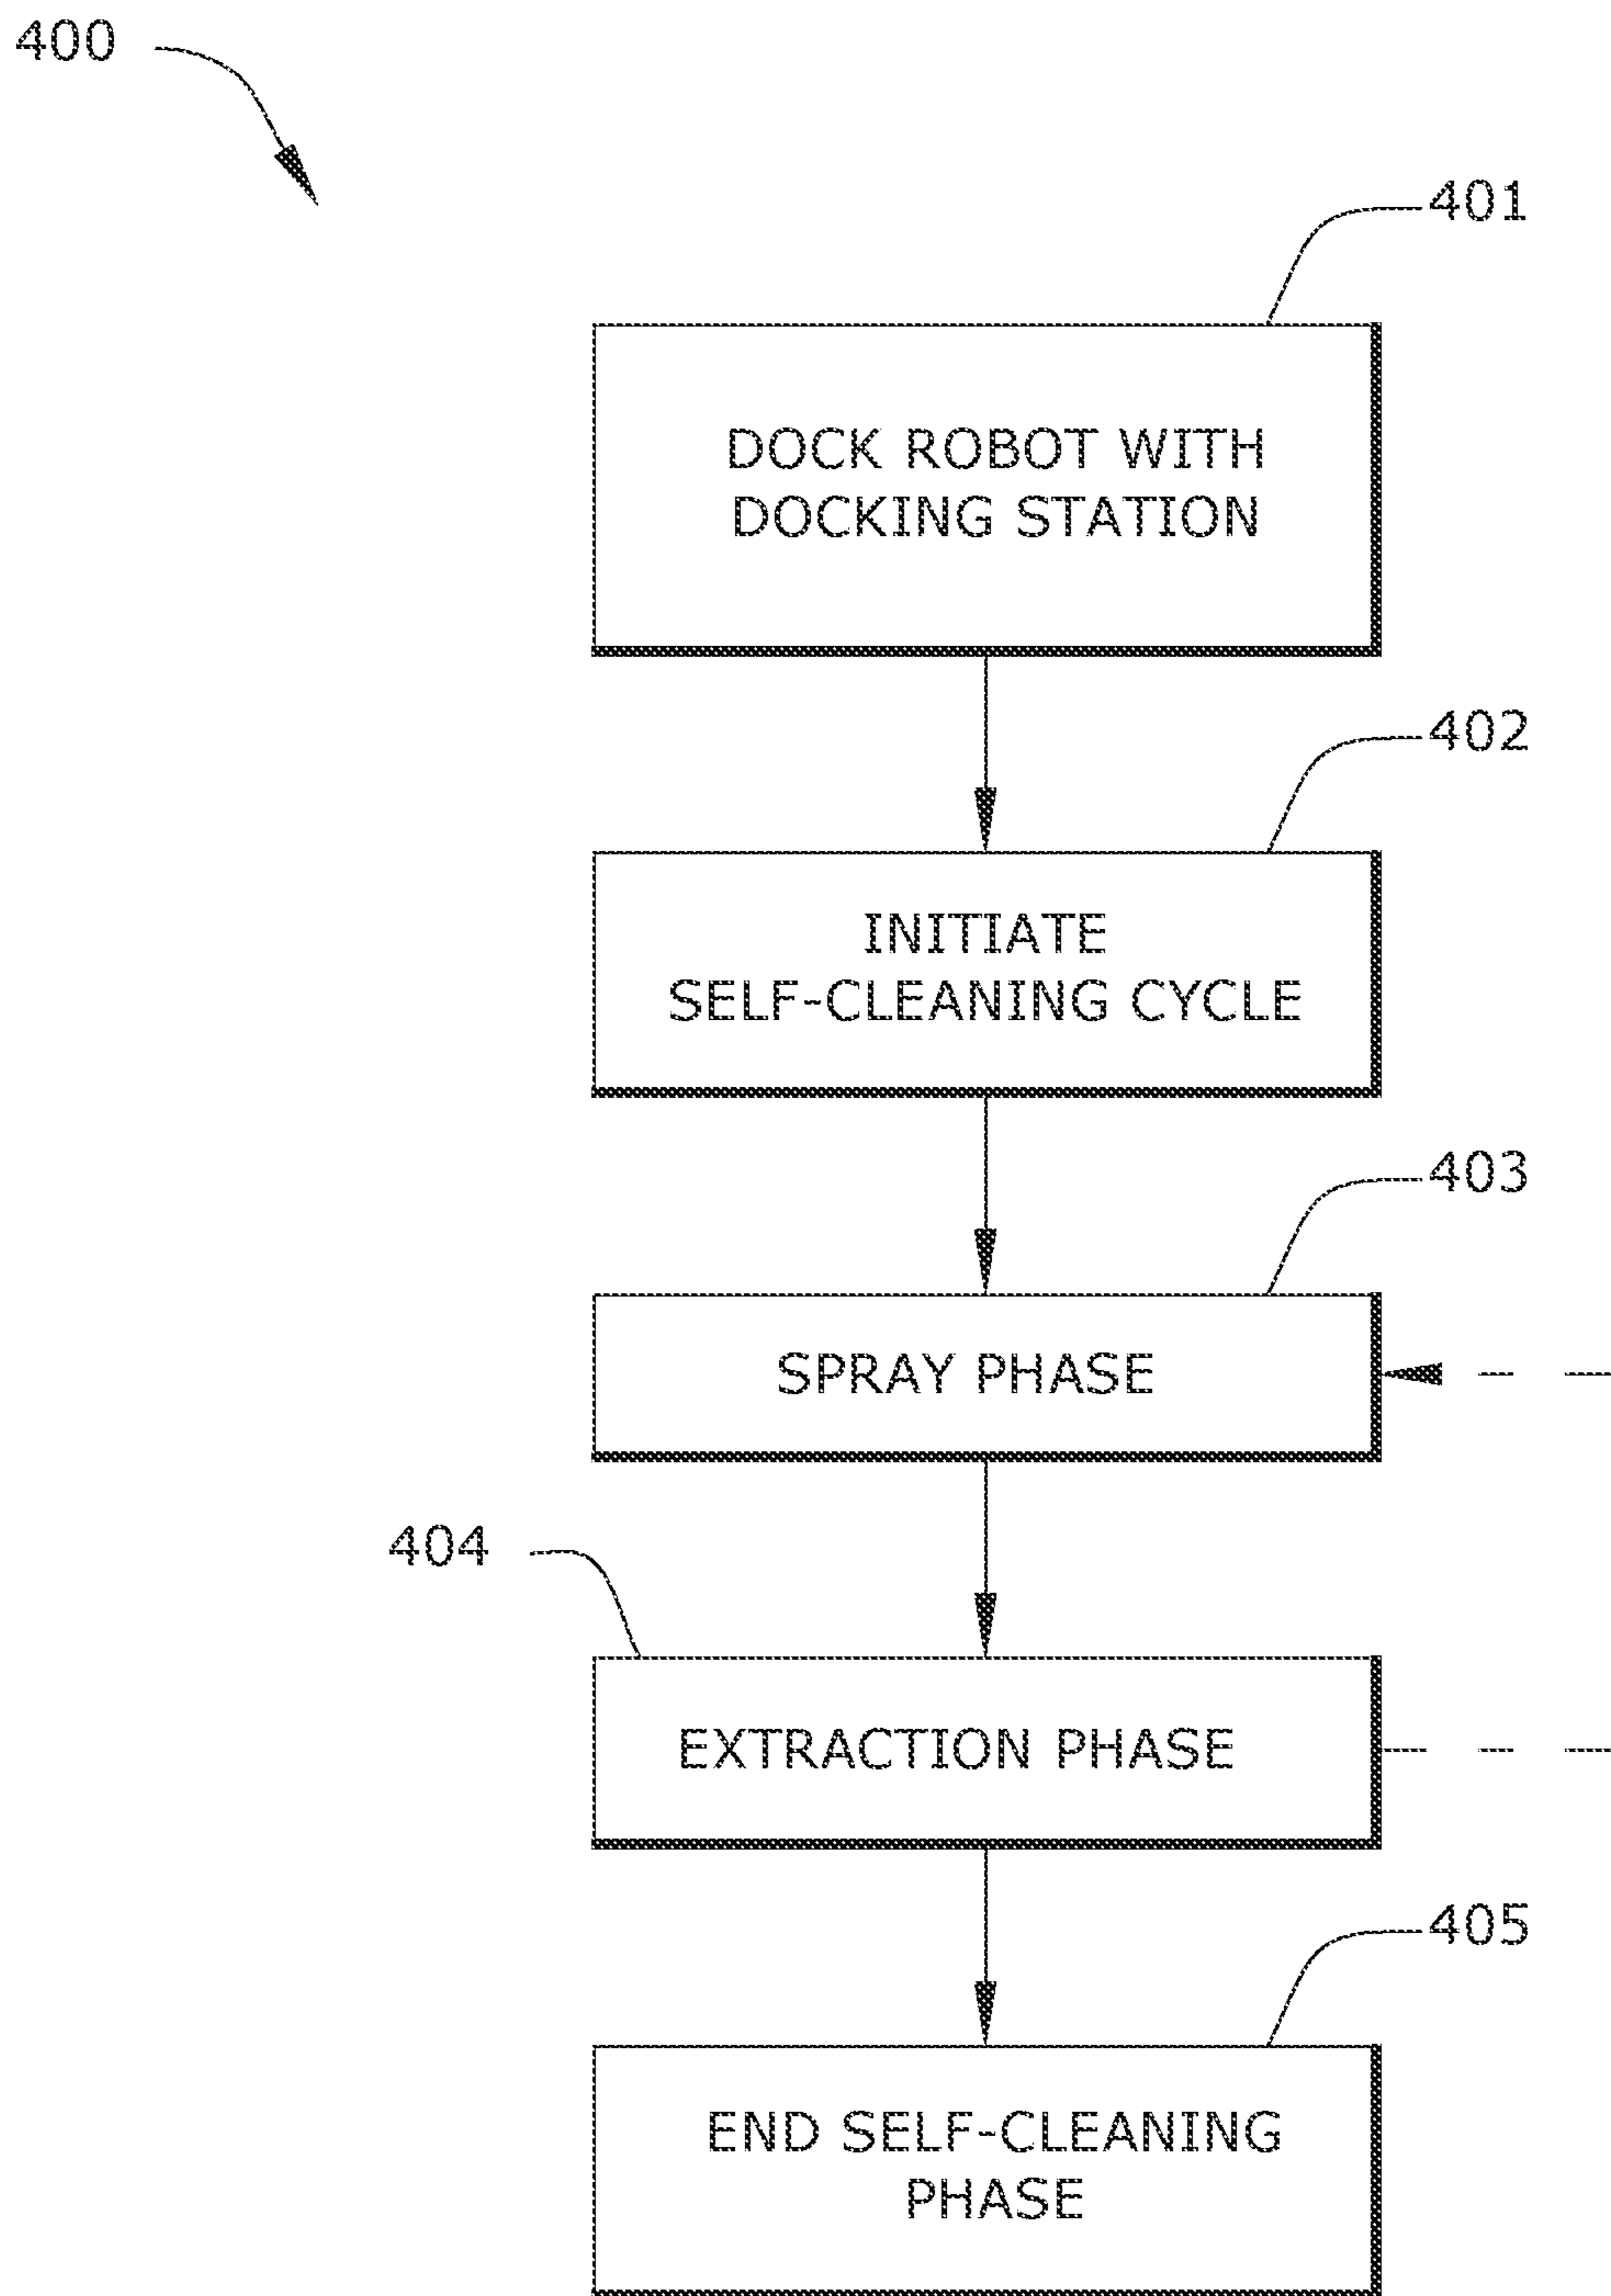 400
401
DOCK ROBOT WITH
DOCKING STATION
402
INITIATE
SELF-CLEANING CYCLE
403
SPRAY PHASE
404
EXTRACTION PHASE
405
END SELF-CLEANING
PHASE